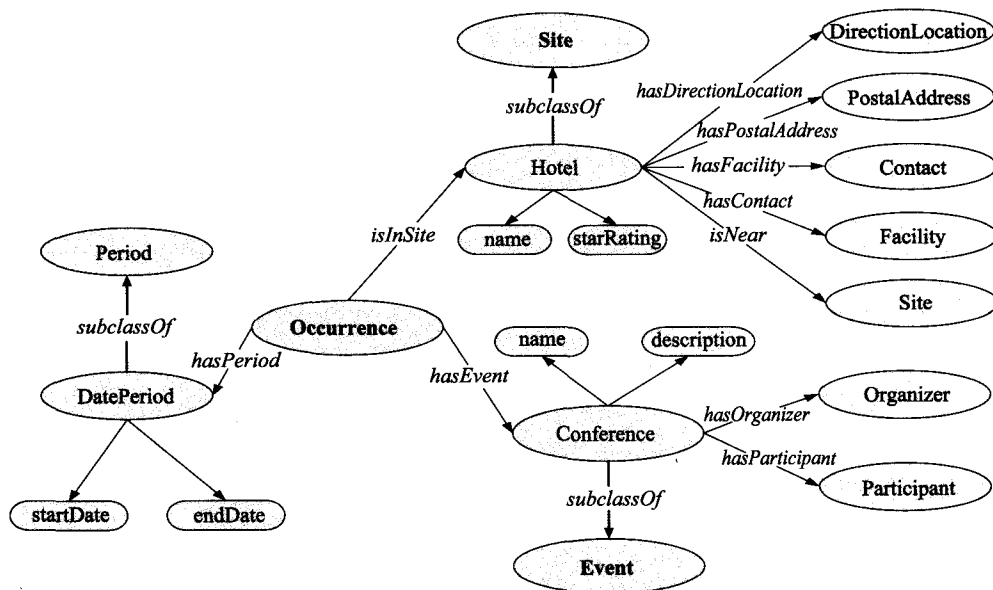 DirectionLocation
Site
hasDirectionLocation
PostalAddress
subclassOf
hasPostalAddress
Hotel
hasFacility
Contact
hasContact
isInSite
name
starRating
isNear
Facility
Period
Site
subclassOf
Occurrence
name
description
hasPeriod
hasEvent
DatePeriod
Organizer
hasOrganizer
Conference
hasParticipant
Participant
subclassOf
startDate
endDate
Event